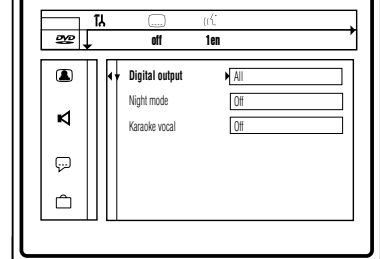 DVD
off 1en
Digital output All
Night mode Off
Karaoke vocal Off